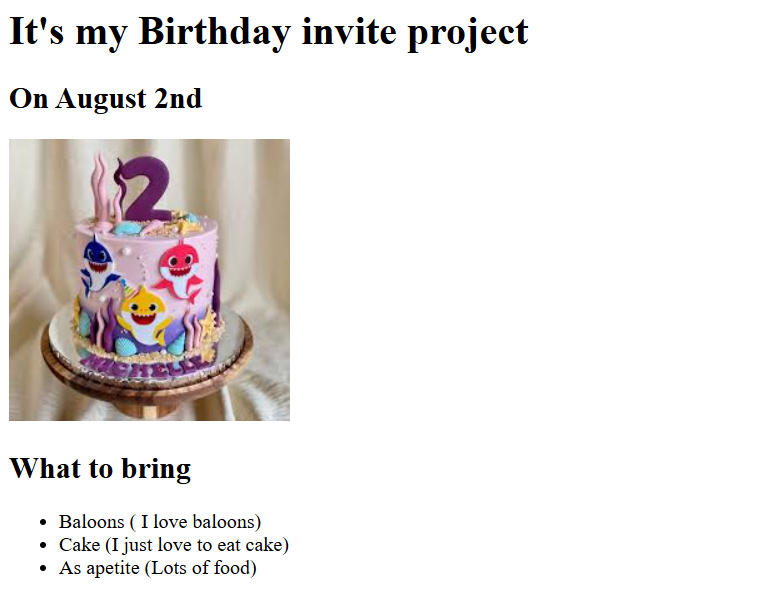 It's my Birthday invite project
On August 2nd
2
What to bring
Baloons ( I love baloons)
Cake (I just love to eat cake)
As apetite (Lots of food)